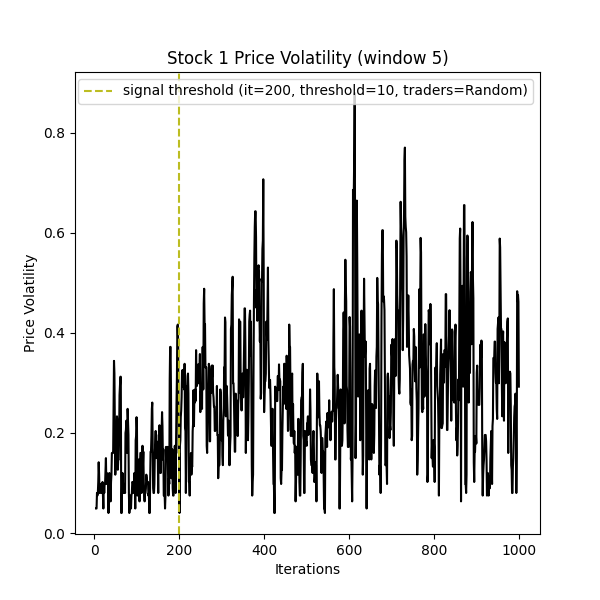 Stock 1 Price Volatility (window 5)
signal threshold (it=200, threshold=10, traders=Random)
Price Volatility
0.8
0.6
0.4
0.2
0.0
0 200 400 600 800 1000
Iterations